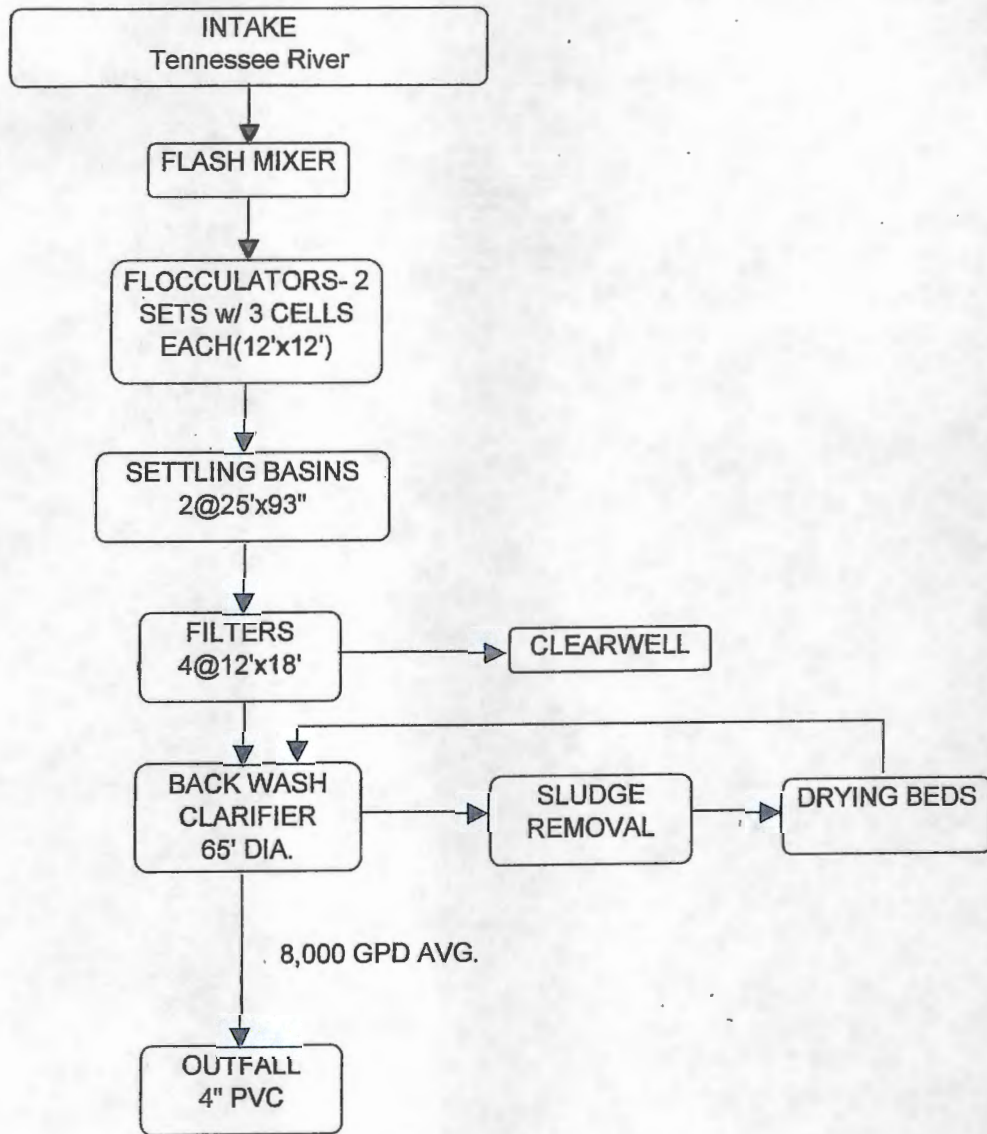 INTAKE
Tennessee River
FLASH MIXER
FLOCCULATORS- 2
SETS w/ 3 CELLS
EACH(12'x12')
SETTLING BASINS
2@25'x93"
FILTERS
4@12'x18'
CLEARWELL
BACK WASH
CLARIFIER
65' DIA.
SLUDGE
REMOVAL
DRYING BEDS
8,000 GPD AVG.
OUTFALL
4" PVC